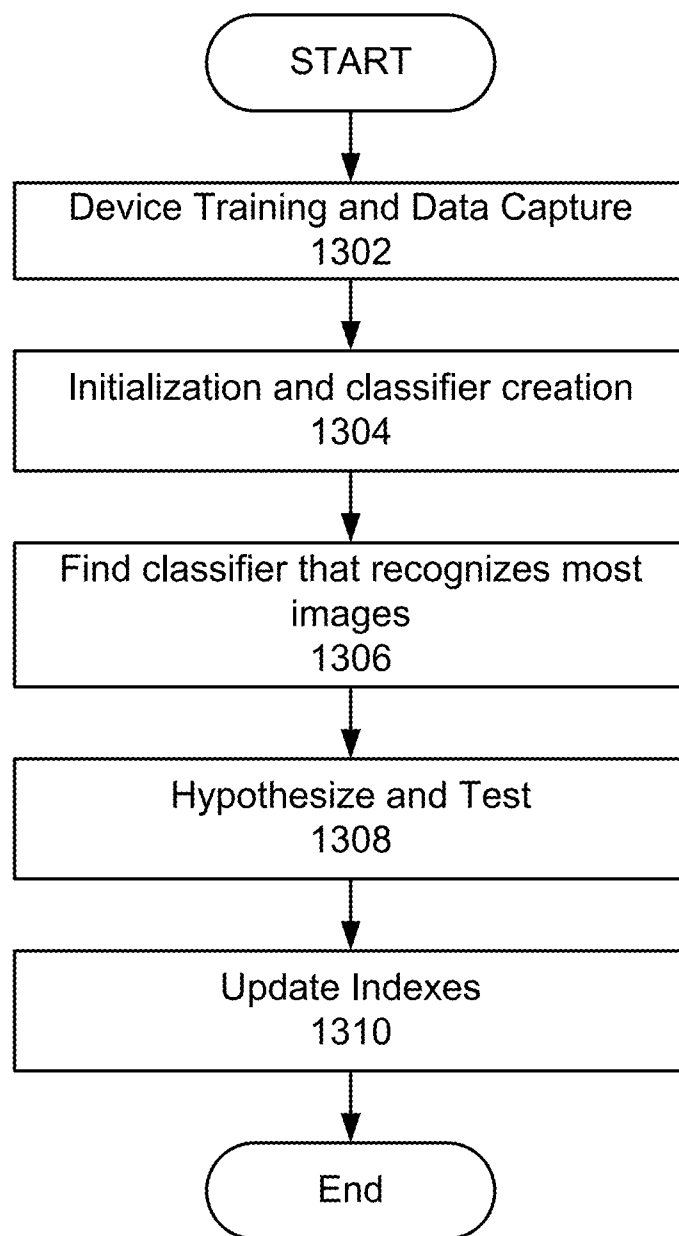 START
Device Training and Data Capture
1302
Initialization and classifier creation
1304
Find classifier that recognizes most
images
1306
Hypothesize and Test
1308
Update Indexes
1310
End